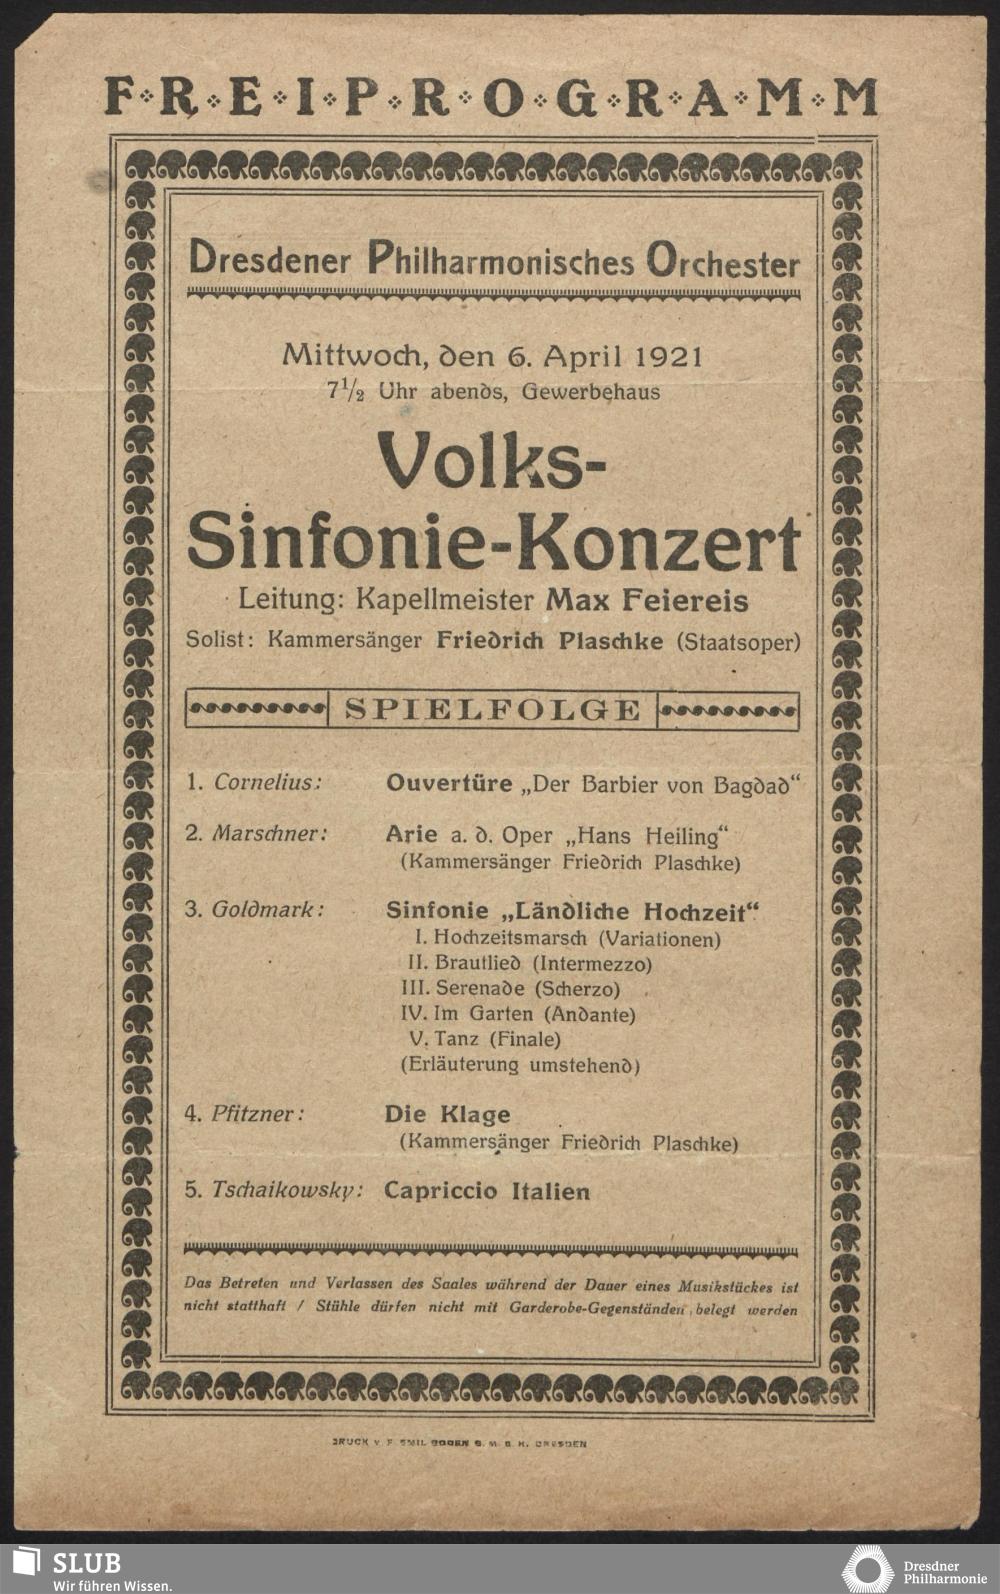 FREIPROGRAMM
Dresdener Philharmonisches Orchester
Mittwoch, den 6. April 1921
7½ Uhr abends, Gewerbehaus
Volks-
Sinfonie-Konzert
Leitung: Kapellmeister Max Feiereis
Solist: Kammersänger Friedrich Plaschke (Staatsoper)
SPIELFOLGE
1. Cornelius: Ouvertüre „Der Barbier von Bagdad“
2. Marschner: Arie a. d. Oper „Hans Heiling“
(Kammersänger Friedrich Plaschke)
3. Goldmark: Sinfonie „Ländliche Hochzeit“
I. Hochzeitsmarsch (Variationen)
II. Brautlied (Intermezzo)
III. Serenade (Scherzo)
IV. Im Garten (Andante)
V. Tanz (Finale)
(Erläuterung umstehend)
4. Pfitzner: Die Klage
(Kammersänger Friedrich Plaschke)
5. Tschaikowsky: Capriccio Italien
Das Betreten und Verlassen des Saales während der Dauer eines Musikstückes ist
nicht statthaft / Stühle dürfen nicht mit Garderobe-Gegenständen belegt werden
DRUCK V. F. EMIL BODEN G. M. B. H. DRESDEN
SLUB
Wir führen Wissen.
Dresdner
Philharmonie